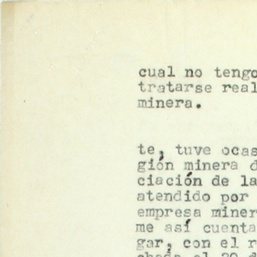 cual no tengo
tratarse real
minera.
te, tuve ocas
gión minera d
ciación de la
atendido por
empresa miner
me así cuenta
gar, con el r